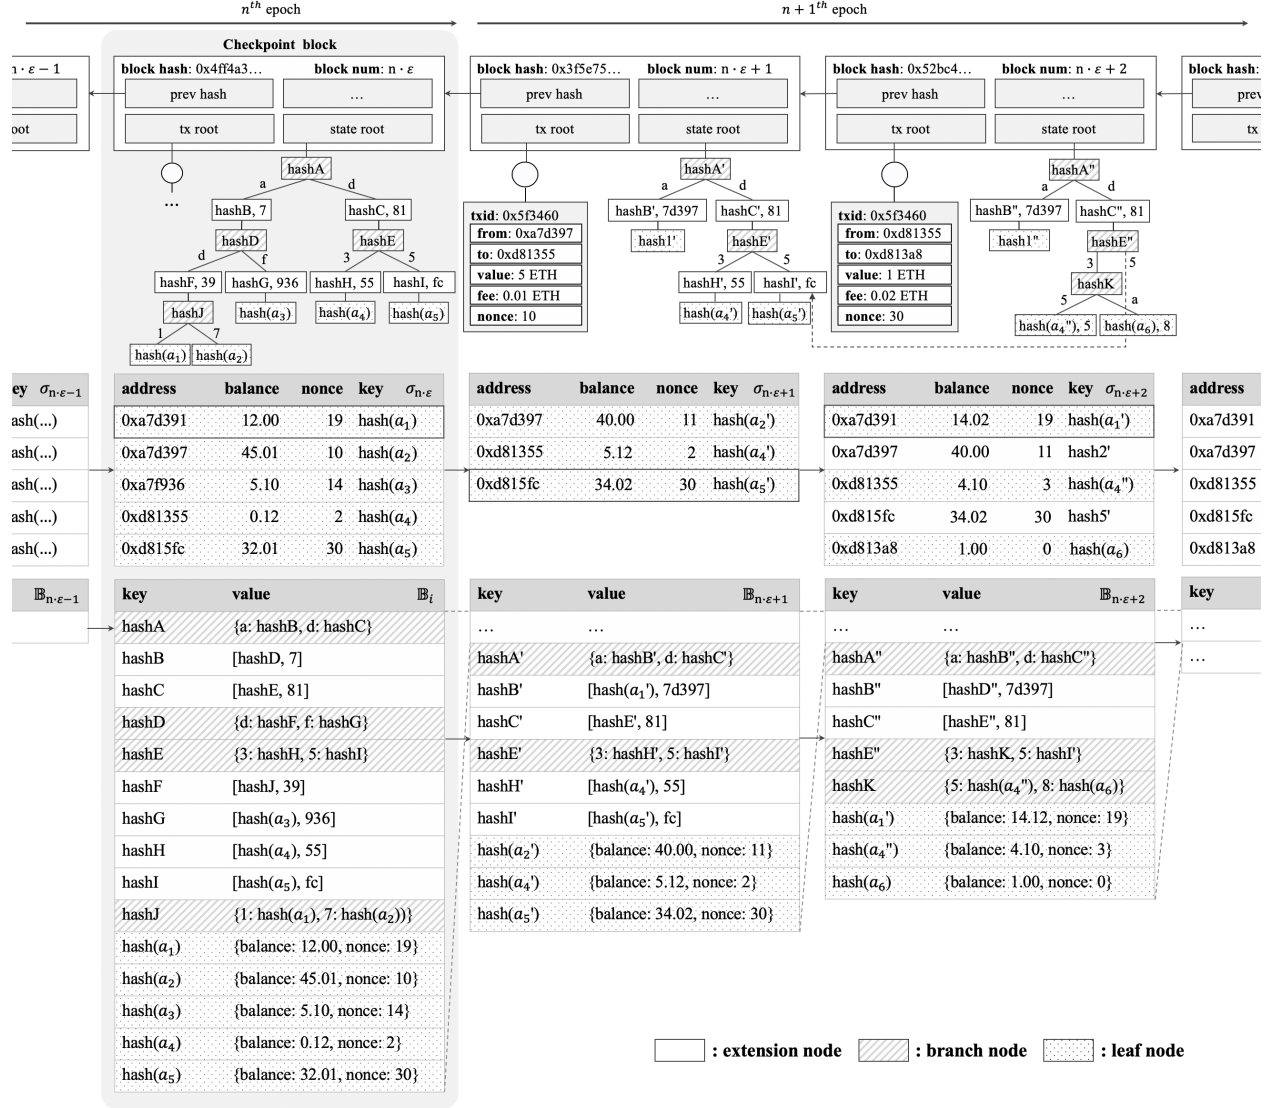 n^th epoch
n + 1^th epoch
Checkpoint block
n · ε − 1
oot
block hash: 0x4ff4a3… block num: n · ε
prev hash …
tx root state root
block hash: 0x3f5e75… block num: n · ε + 1
prev hash …
tx root state root
block hash: 0x52bc4… block num: n · ε + 2
prev hash …
tx root state root
block hash:
prev
tx
…
hashA
a d
hashB, 7 hashC, 81
hashD hashE
d f 3 5
hashF, 39 hashG, 936 hashH, 55 hashI, fc
hashJ hash(a₃) hash(a₄) hash(a₅)
1 7
hash(a₁) hash(a₂)
txid: 0x5f3460
from: 0xa7d397
to: 0xd81355
value: 5 ETH
fee: 0.01 ETH
nonce: 10
hashA'
a d
hashB', 7d397 hashC', 81
hash1' hashE'
3 5
hashH', 55 hashI', fc
hash(a₄') hash(a₅')
txid: 0x5f3460
from: 0xd81355
to: 0xd813a8
value: 1 ETH
fee: 0.02 ETH
nonce: 30
hashA"
a d
hashB", 7d397 hashC", 81
hash1" hashE"
3 5
hashK
5 a
hash(a₄"), 5 hash(a₆), 8
ey σn·ε−1
ash(...)
ash(...)
ash(...)
ash(...)
ash(...)
address balance nonce key σn·ε
0xa7d391 12.00 19 hash(a₁)
0xa7d397 45.01 10 hash(a₂)
0xa7f936 5.10 14 hash(a₃)
0xd81355 0.12 2 hash(a₄)
0xd815fc 32.01 30 hash(a₅)
address balance nonce key σn·ε+1
0xa7d397 40.00 11 hash(a₂')
0xd81355 5.12 2 hash(a₄')
0xd815fc 34.02 30 hash(a₅')
address balance nonce key σn·ε+2
0xa7d391 14.02 19 hash(a₁')
0xa7d397 40.00 11 hash2'
0xd81355 4.10 3 hash(a₄")
0xd815fc 34.02 30 hash5'
0xd813a8 1.00 0 hash(a₆)
address
0xa7d391
0xa7d397
0xd81355
0xd815fc
0xd813a8
𝔹n·ε−1
key value 𝔹i
hashA {a: hashB, d: hashC}
hashB [hashD, 7]
hashC [hashE, 81]
hashD {d: hashF, f: hashG}
hashE {3: hashH, 5: hashI}
hashF [hashJ, 39]
hashG [hash(a₃), 936]
hashH [hash(a₄), 55]
hashI [hash(a₅), fc]
hashJ {1: hash(a₁), 7: hash(a₂))}
hash(a₁) {balance: 12.00, nonce: 19}
hash(a₂) {balance: 45.01, nonce: 10}
hash(a₃) {balance: 5.10, nonce: 14}
hash(a₄) {balance: 0.12, nonce: 2}
hash(a₅) {balance: 32.01, nonce: 30}
key value 𝔹n·ε+1
… …
hashA' {a: hashB', d: hashC'}
hashB' [hash(a₁'), 7d397]
hashC' [hashE', 81]
hashE' {3: hashH', 5: hashI'}
hashH' [hash(a₄'), 55]
hashI' [hash(a₅'), fc]
hash(a₂') {balance: 40.00, nonce: 11}
hash(a₄') {balance: 5.12, nonce: 2}
hash(a₅') {balance: 34.02, nonce: 30}
key value 𝔹n·ε+2
… …
hashA" {a: hashB", d: hashC"}
hashB" [hashD", 7d397]
hashC" [hashE", 81]
hashE" {3: hashK, 5: hashI'}
hashK {5: hash(a₄"), 8: hash(a₆)}
hash(a₁') {balance: 14.12, nonce: 19}
hash(a₄") {balance: 4.10, nonce: 3}
hash(a₆) {balance: 1.00, nonce: 0}
key
…
…
: extension node : branch node : leaf node